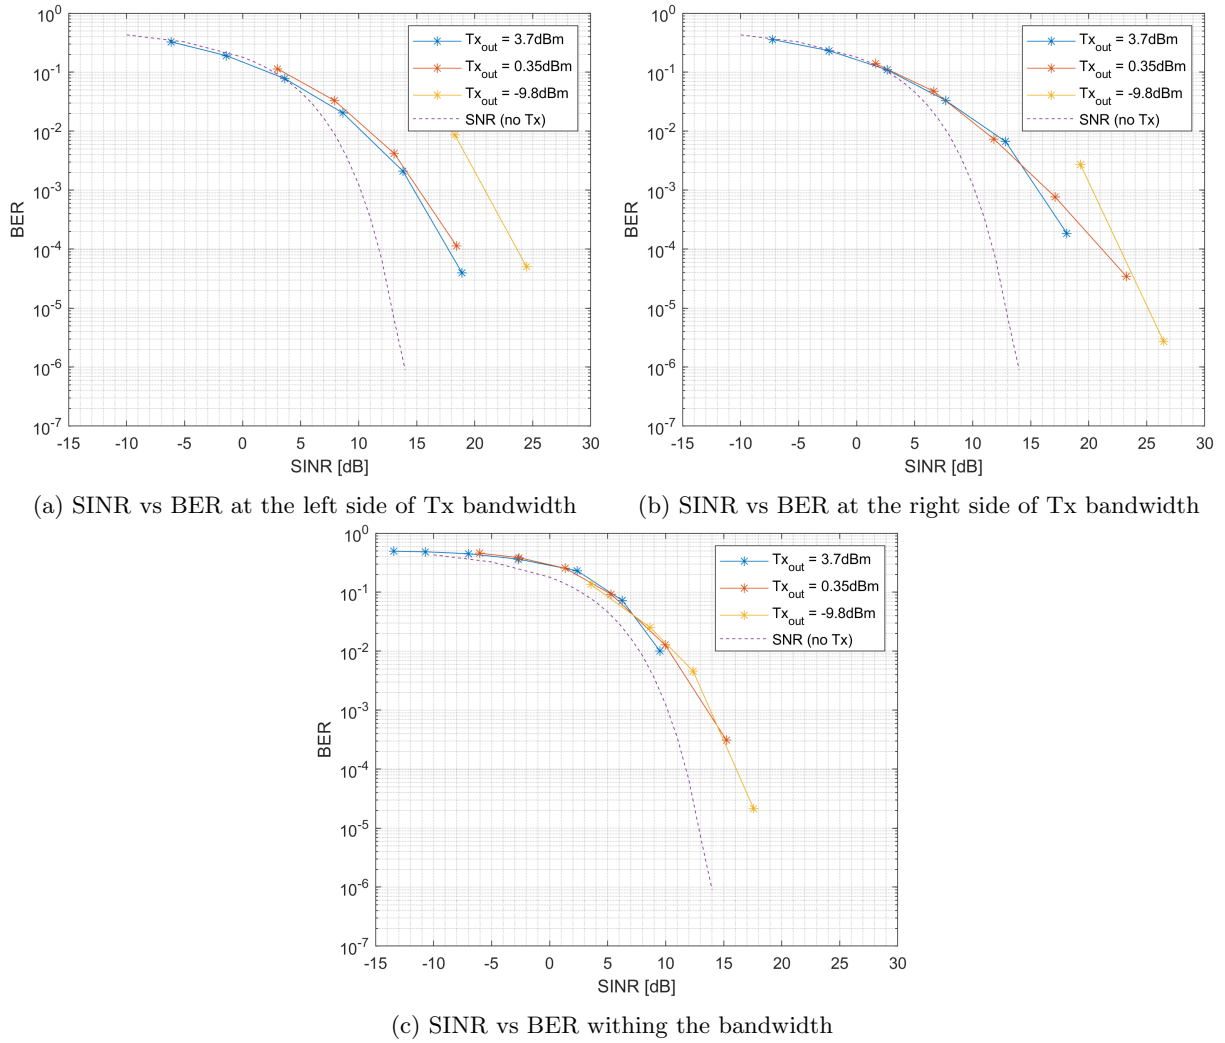 10^0
10^-1
10^-2
10^-3
10^-4
10^-5
10^-6
10^-7
BER
-15 -10 -5 0 5 10 15 20 25 30
SINR [dB]
Tx_out = 3.7dBm
Tx_out = 0.35dBm
Tx_out = -9.8dBm
SNR (no Tx)
(a) SINR vs BER at the left side of Tx bandwidth
10^0
10^-1
10^-2
10^-3
10^-4
10^-5
10^-6
10^-7
BER
-15 -10 -5 0 5 10 15 20 25 30
SINR [dB]
Tx_out = 3.7dBm
Tx_out = 0.35dBm
Tx_out = -9.8dBm
SNR (no Tx)
(b) SINR vs BER at the right side of Tx bandwidth
10^0
10^-1
10^-2
10^-3
10^-4
10^-5
10^-6
10^-7
BER
-15 -10 -5 0 5 10 15 20 25 30
SINR [dB]
Tx_out = 3.7dBm
Tx_out = 0.35dBm
Tx_out = -9.8dBm
SNR (no Tx)
(c) SINR vs BER withing the bandwidth